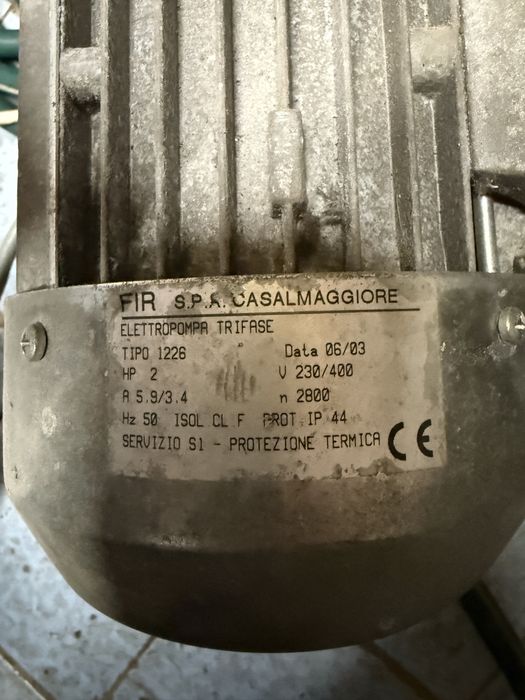 FIR S.P.A. CASALMAGGIORE
ELETTROPOMPA TRIFASE
TIPO 1226 Data 06/03
HP 2 V 230/400
A 5.9/3.4 n 2800
Hz 50 ISOL CL.F PROT.IP 44
SERVIZIO S1 - PROTEZIONE TERMICA CE